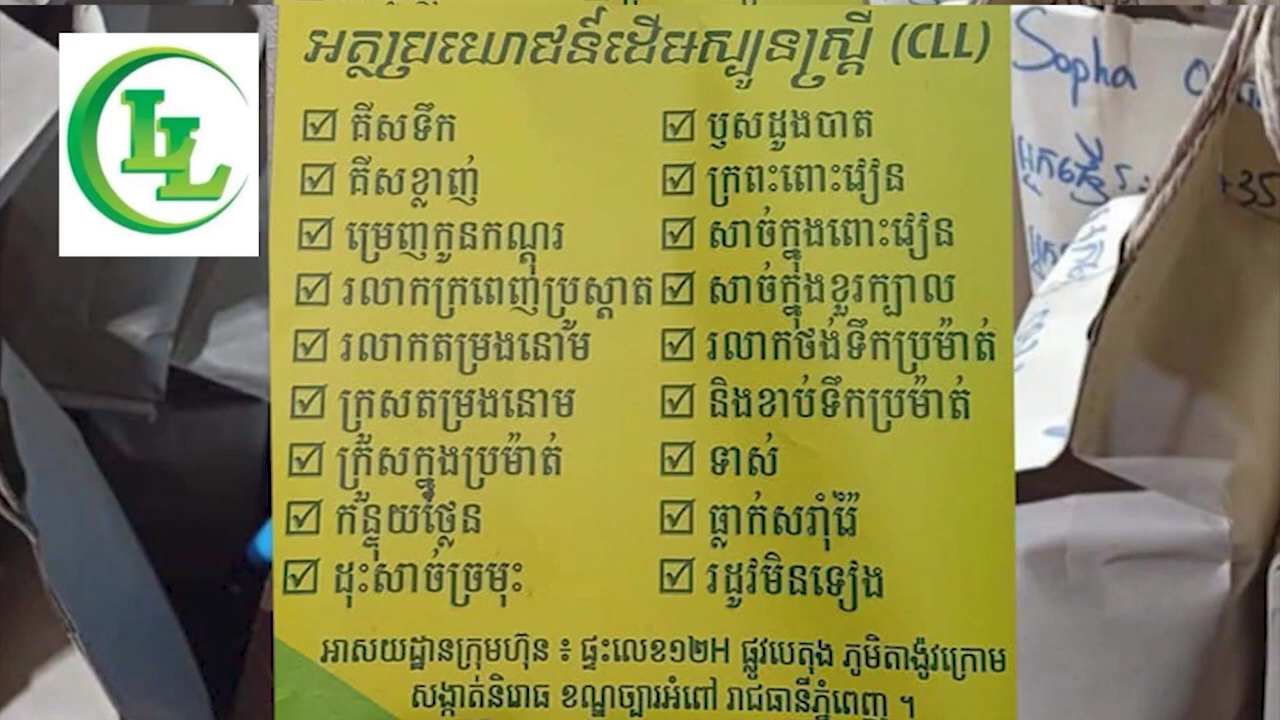 LL
អត្ថប្រយោជន៍ដើមស្បូនស្ត្រី (CLL)
☑ គីសទឹក
☑ គីសខ្លាញ់
☑ ម្រេញកូនកណ្តុរ
☑ រលាកក្រពេញប្រូស្តាត
☑ រលាកតម្រងនោម
☑ ក្រួសតម្រងនោម
☑ គ្រួសក្នុងប្រម៉ាត់
☑ កន្ទុយថ្លែន
☑ ដុះសាច់ច្រមុះ
☑ ឫសដូងបាត
☑ ក្រពះពោះវៀន
☑ សាច់ក្នុងពោះវៀន
☑ សាច់ក្នុងខួរក្បាល
☑ រលាកថង់ទឹកប្រម៉ាត់
☑ និងខាប់ទឹកប្រម៉ាត់
☑ ទាស់
☑ ធ្លាក់សរ៉ាំរ៉ៃ
☑ រដូវមិនទៀង
អាសយដ្ឋានក្រុមហ៊ុន ៖ ផ្ទះលេខ១២H ផ្លូវបេតុង ភូមិតាង៉ូវក្រោម
សង្កាត់និរោធ ខណ្ឌច្បារអំពៅ រាជធានីភ្នំពេញ ។
Sopha